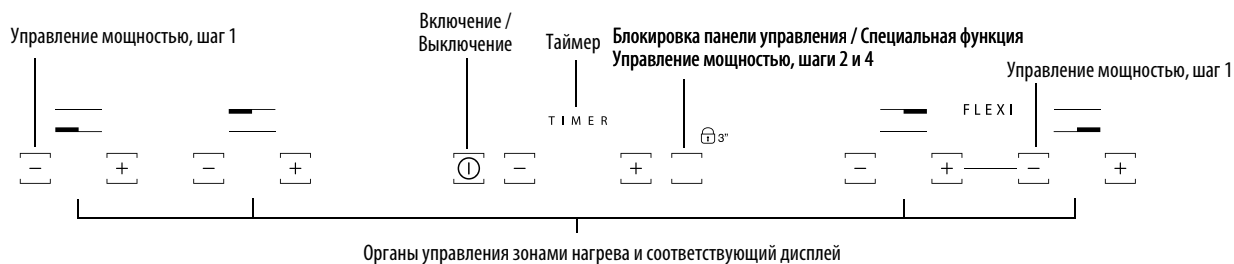 Управление мощностью, шаг 1
Включение /
Выключение
Таймер
Блокировка панели управления / Специальная функция
Управление мощностью, шаги 2 и 4
Управление мощностью, шаг 1
TIMER
3"
FLEXI
− + − + − + − + − +
Органы управления зонами нагрева и соответствующий дисплей